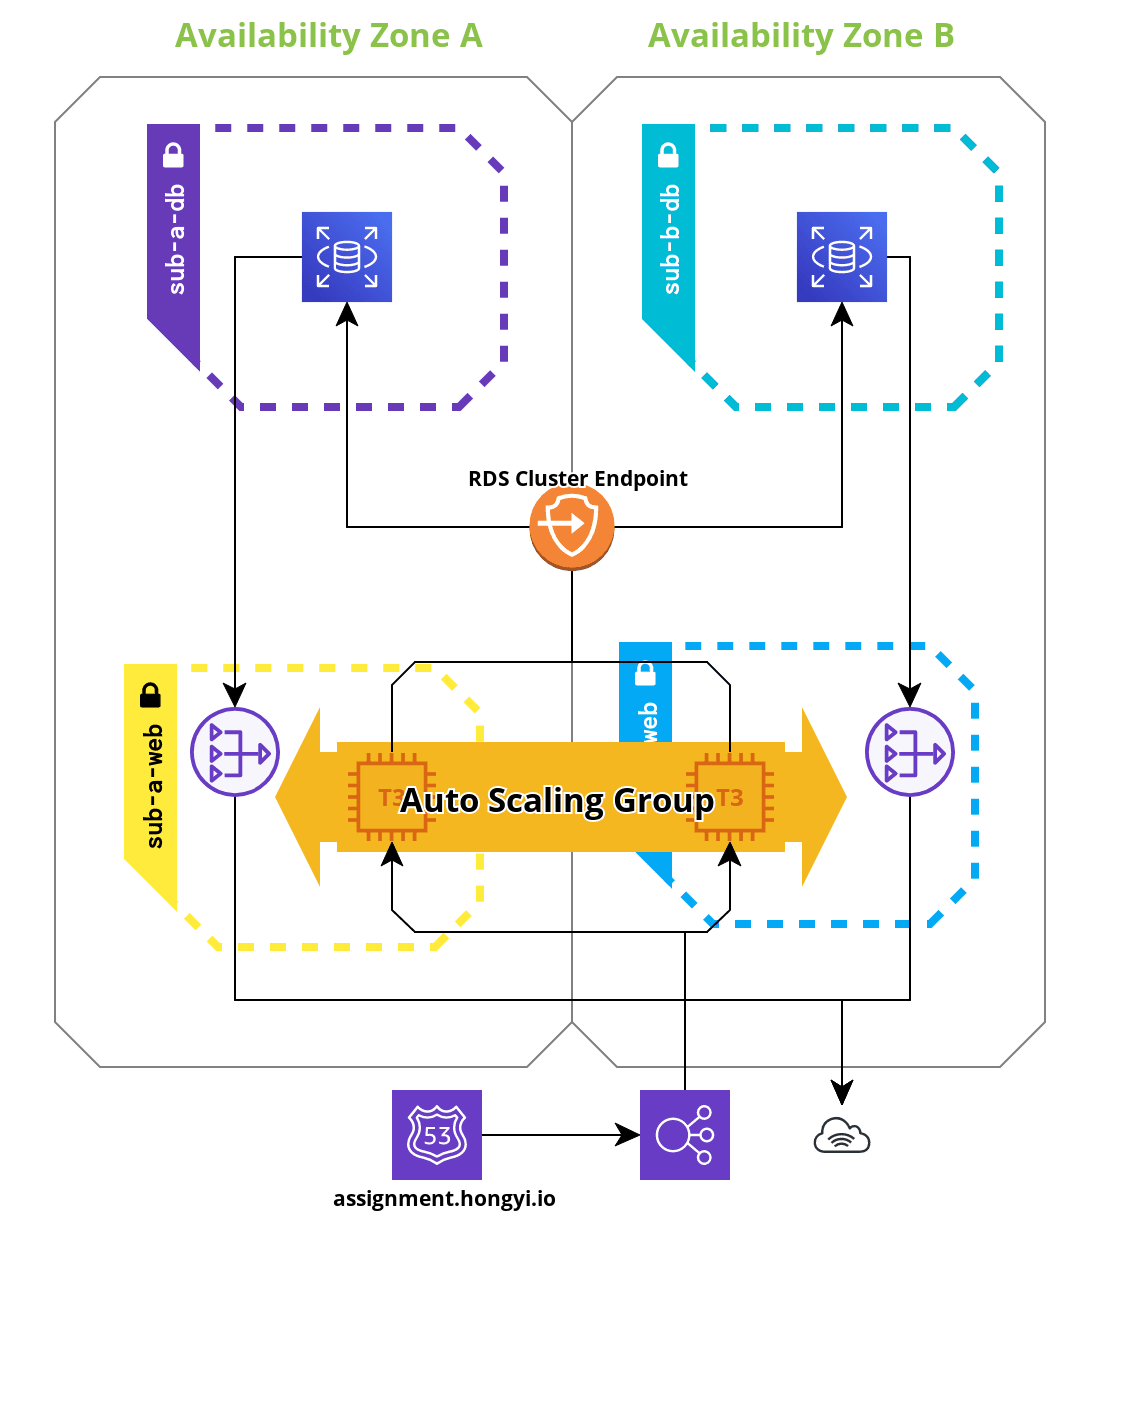 Availability Zone A
Availability Zone B
sub-a-db
sub-b-db
RDS Cluster Endpoint
sub-a-web
web
T3
T3
Auto Scaling Group
53
assignment.hongyi.io